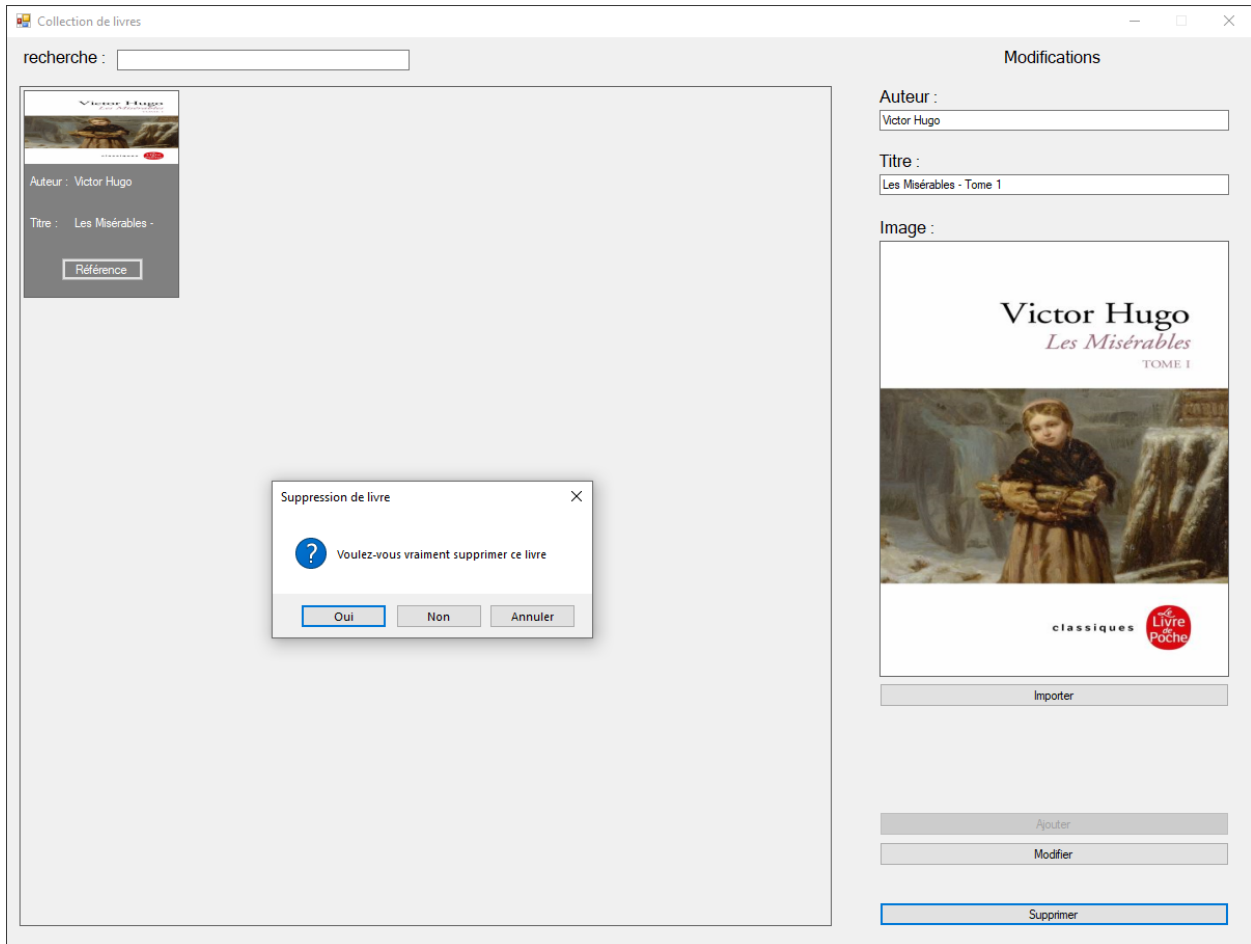 Collection de livres
recherche :
Modifications
Victor Hugo
Les Misérables
classiques
Auteur : Victor Hugo
Titre : Les Misérables -
Référence
Auteur :
Victor Hugo
Titre :
Les Misérables - Tome 1
Image :
Victor Hugo
Les Misérables
TOME I
classiques
Le
Livre
de
Poche
Importer
Ajouter
Modifier
Supprimer
Suppression de livre
? Voulez-vous vraiment supprimer ce livre
Oui Non Annuler